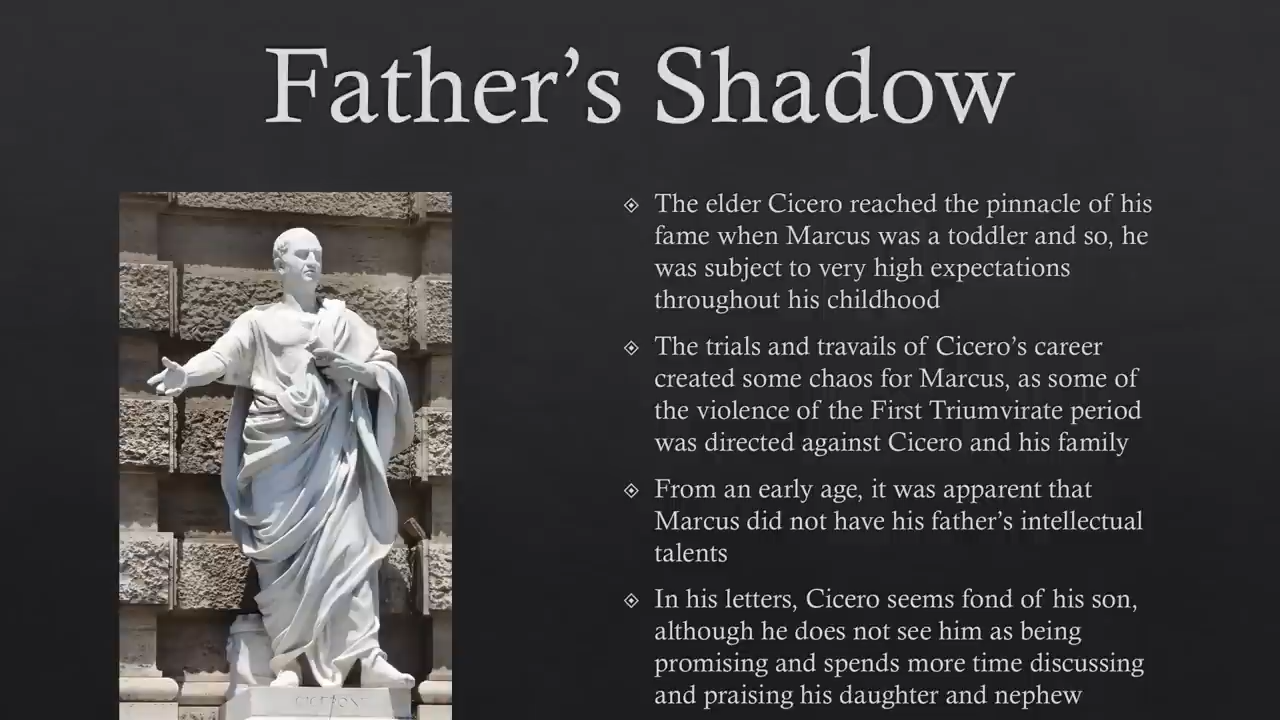 Father’s Shadow
The elder Cicero reached the pinnacle of his
fame when Marcus was a toddler and so, he
was subject to very high expectations
throughout his childhood
The trials and travails of Cicero’s career
created some chaos for Marcus, as some of
the violence of the First Triumvirate period
was directed against Cicero and his family
From an early age, it was apparent that
Marcus did not have his father’s intellectual
talents
In his letters, Cicero seems fond of his son,
although he does not see him as being
promising and spends more time discussing
and praising his daughter and nephew